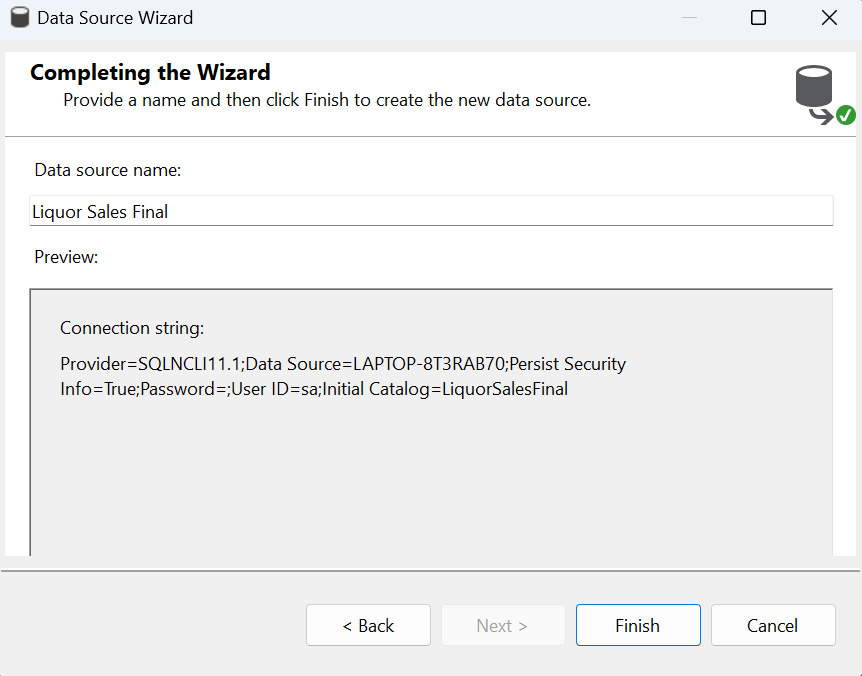 Data Source Wizard
Completing the Wizard
Provide a name and then click Finish to create the new data source.
Data source name:
Liquor Sales Final
Preview:
Connection string:
Provider=SQLNCLI11.1;Data Source=LAPTOP-8T3RAB70;Persist Security
Info=True;Password=;User ID=sa;Initial Catalog=LiquorSalesFinal
< Back
Next >
Finish
Cancel